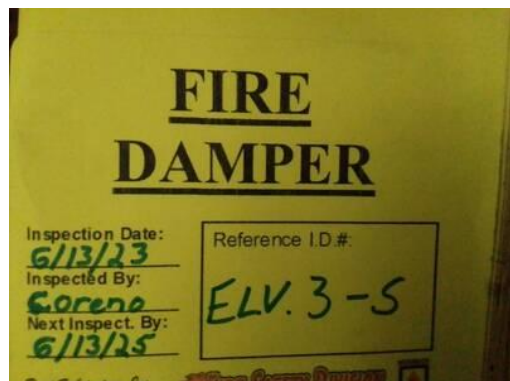 FIRE
DAMPER
Inspection Date:
6/13/23
Inspected By:
Coreno
Next Inspect. By:
6/13/25
Reference I.D.#:
ELV. 3-S